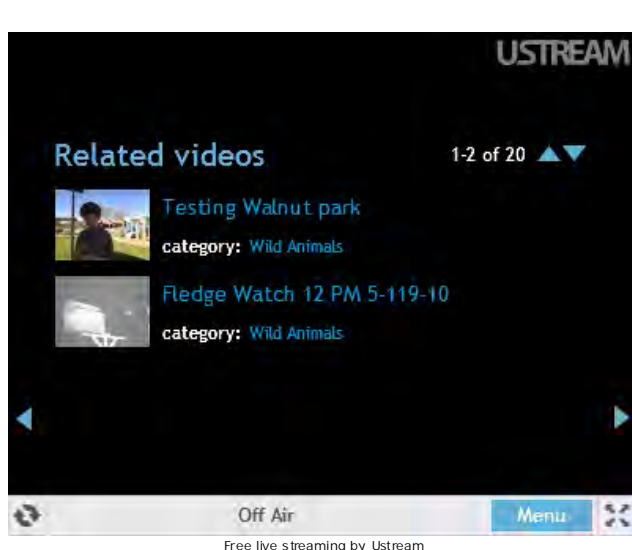 USTREAM
Related videos 1-2 of 20
Testing Walnut park
category: Wild Animals
Fledge Watch 12 PM 5-119-10
category: Wild Animals
Off Air Menu
Free live streaming by Ustream